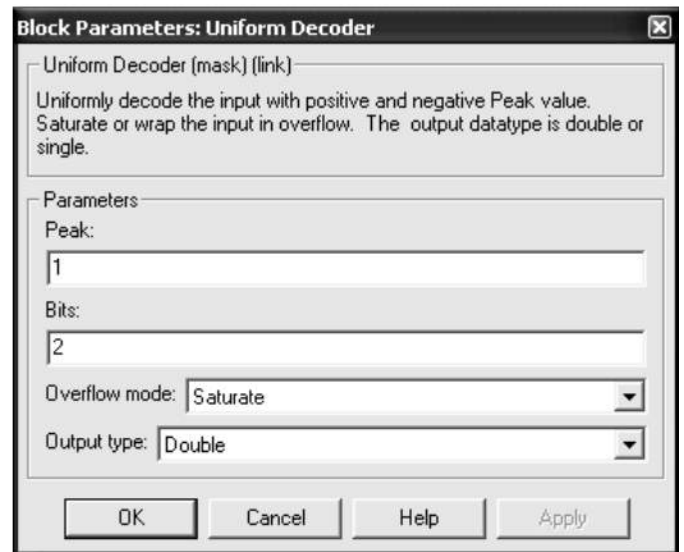 Block Parameters: Uniform Decoder
Uniform Decoder (mask) (link)
Uniformly decode the input with positive and negative Peak value.
Saturate or wrap the input in overflow. The output datatype is double or
single.
Parameters
Peak:
1
Bits:
2
Overflow mode: Saturate
Output type: Double
OK Cancel Help Apply